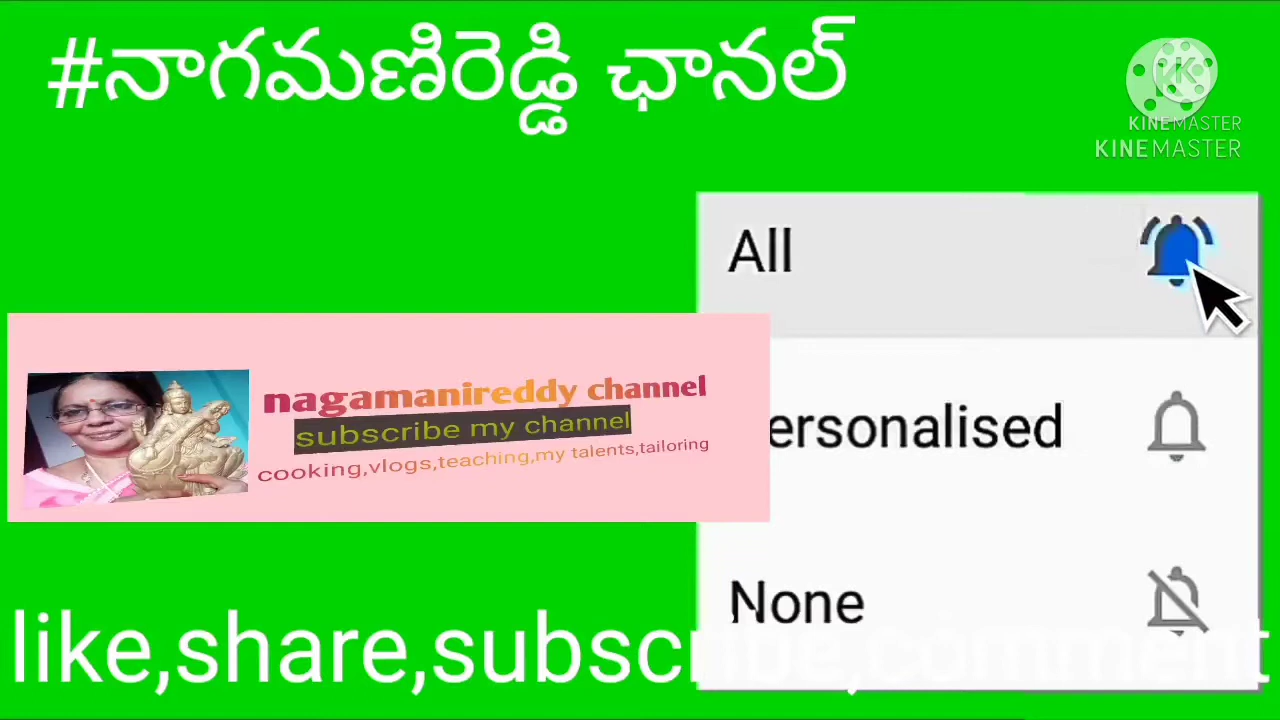 #నాగమణిరెడ్డి ఛానల్
KINEMASTER
KINEMASTER
All
nagamanireddy channel
subscribe my channel
cooking,vlogs,teaching,my talents,tailoring
ersonalised
None
like,share,subscribe,comment